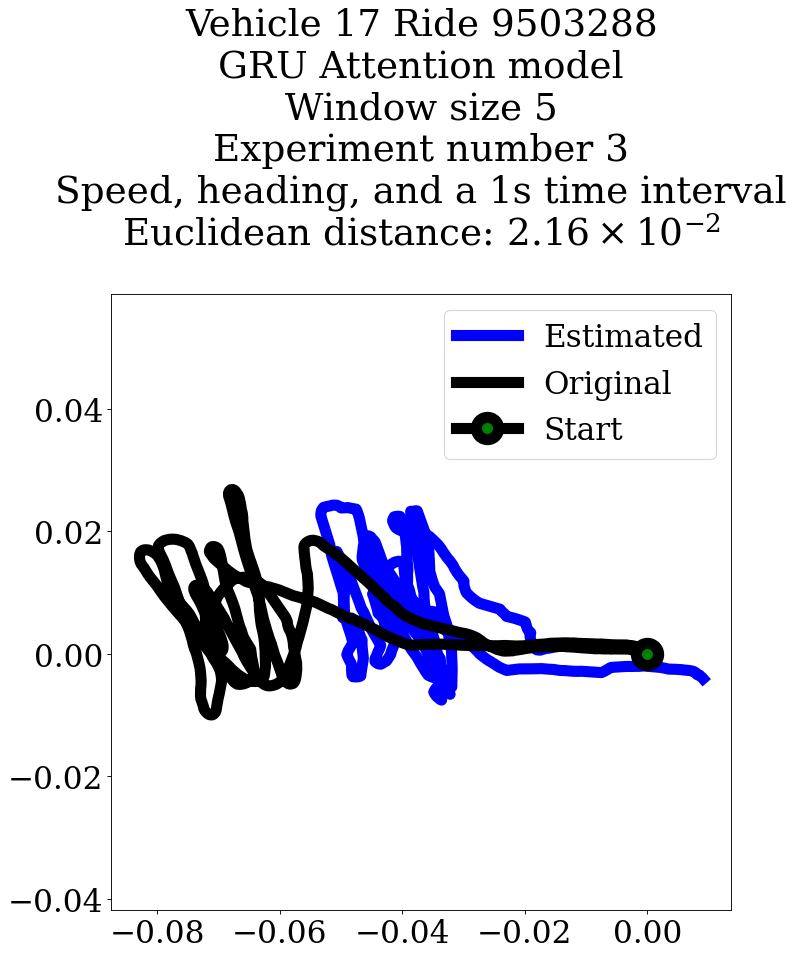 Vehicle 17 Ride 9503288
GRU Attention model
Window size 5
Experiment number 3
Speed, heading, and a 1s time interval
Euclidean distance: 2.16 × 10⁻²
Estimated
Original
Start
0.04
0.02
0.00
−0.02
−0.04
−0.08 −0.06 −0.04 −0.02 0.00